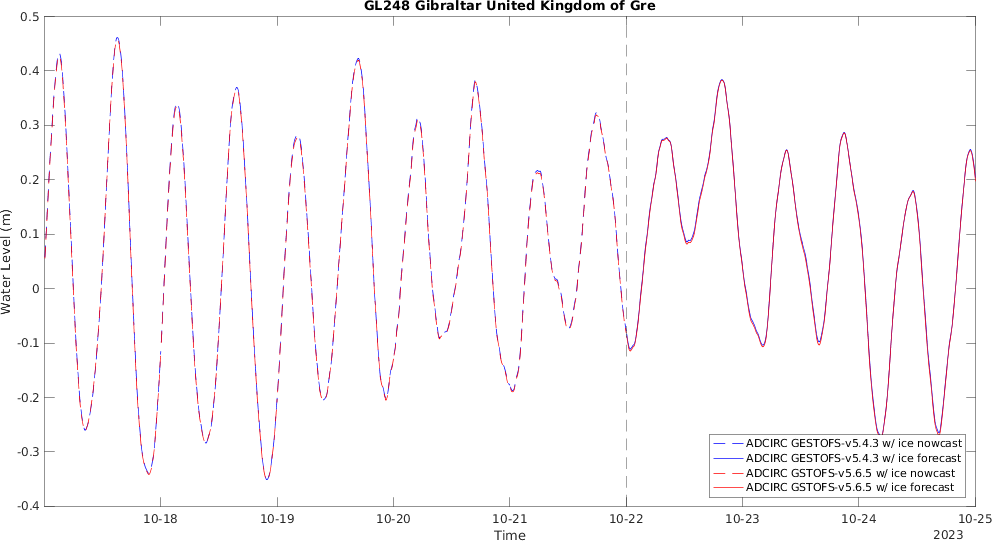 GL248 Gibraltar United Kingdom of Gre
0.5
0.4
0.3
0.2
0.1
0
-0.1
-0.2
-0.3
-0.4
Water Level (m)
ADCIRC GESTOFS-v5.4.3 w/ ice nowcast
ADCIRC GESTOFS-v5.4.3 w/ ice forecast
ADCIRC GSTOFS-v5.6.5 w/ ice nowcast
ADCIRC GSTOFS-v5.6.5 w/ ice forecast
10-18 10-19 10-20 10-21 10-22 10-23 10-24 10-25
Time
2023